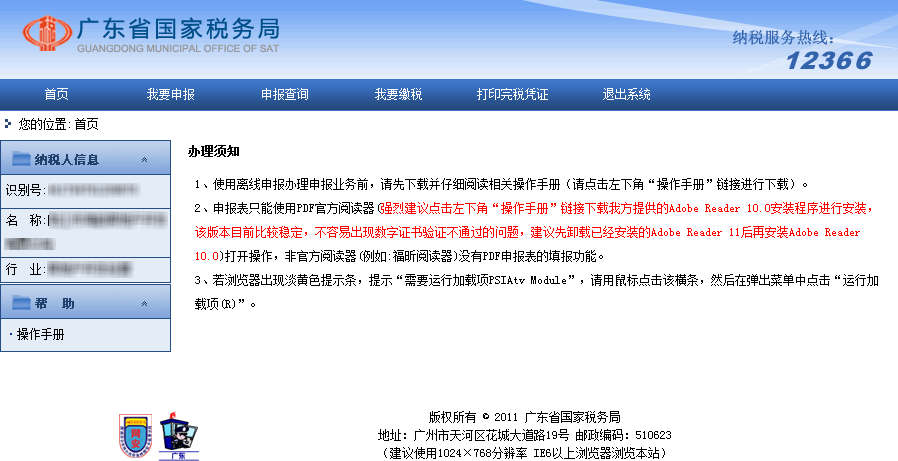 广东省国家税务局
GUANGDONG MUNICIPAL OFFICE OF SAT
纳税服务热线:
12366
首页 我要申报 申报查询 我要缴税 打印完税凭证 退出系统
您的位置: 首页
纳税人信息
识别号:
名 称:
行 业:
帮 助
·操作手册
办理须知
1、使用离线申报办理申报业务前，请先下载并仔细阅读相关操作手册（请点击左下角“操作手册”链接进行下载）。
2、申报表只能使用PDF官方阅读器(强烈建议点击左下角“操作手册”链接下载我方提供的Adobe Reader 10.0安装程序进行安装，
该版本目前比较稳定，不容易出现数字证书验证不通过的问题，建议先卸载已经安装的Adobe Reader 11后再安装Adobe Reader
10.0)打开操作，非官方阅读器(例如:福昕阅读器)没有PDF申报表的填报功能。
3、若浏览器出现淡黄色提示条，提示“需要运行加载项PSIAtv Module”，请用鼠标点击该横条，然后在弹出菜单中点击“运行加
载项(R)”。
网安
广东
版权所有 © 2011 广东省国家税务局
地址: 广州市天河区花城大道路19号 邮政编码: 510623
（建议使用1024×768分辨率 IE6以上浏览器浏览本站）